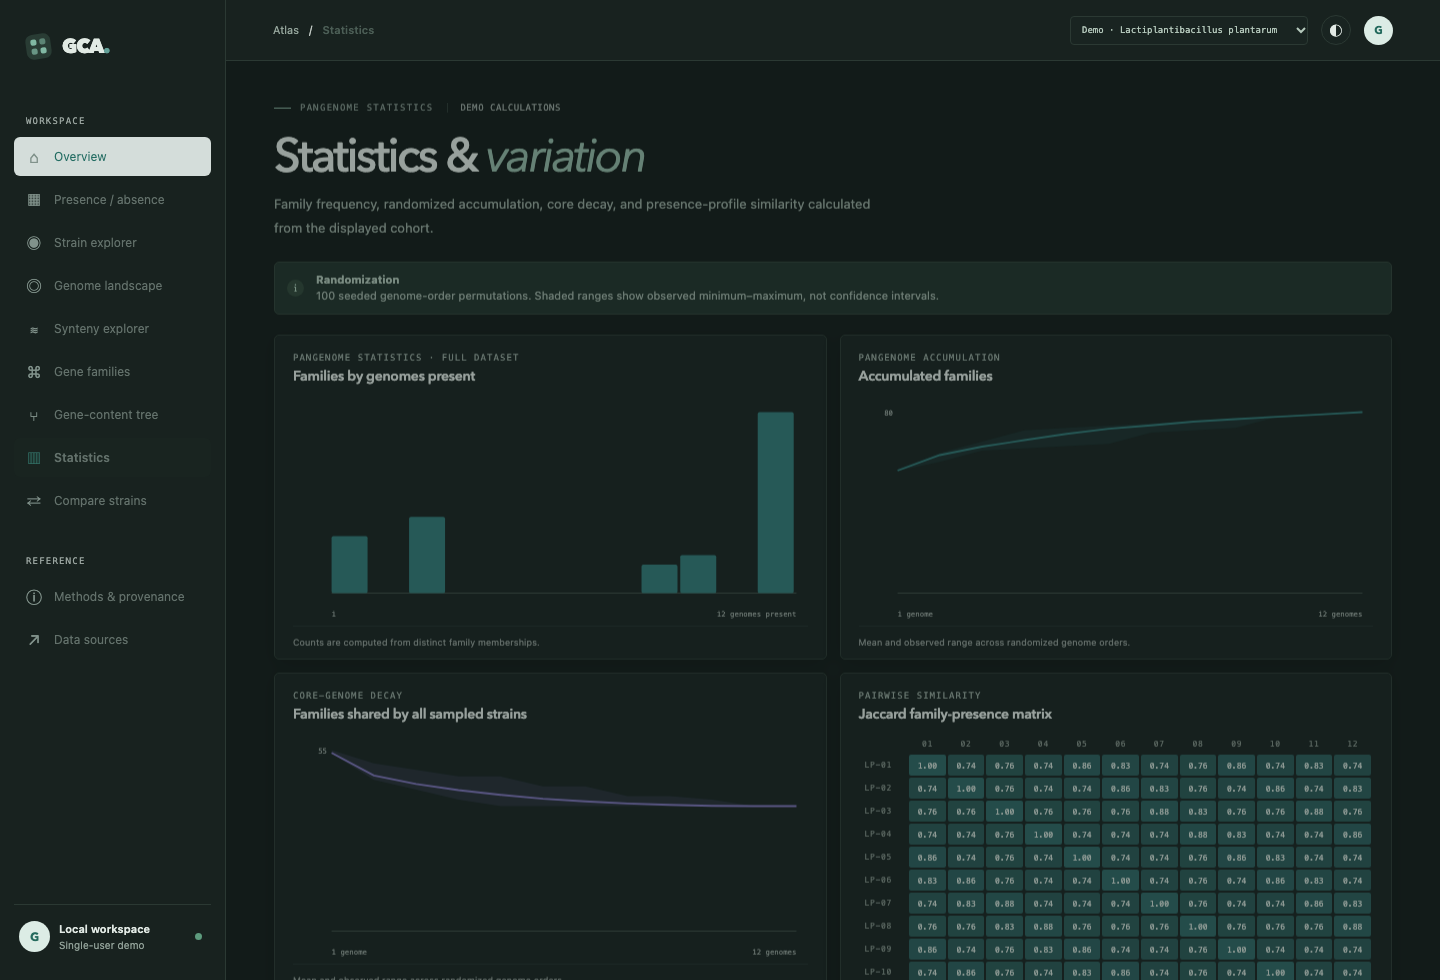 GCA.
WORKSPACE
Overview
Presence / absence
Strain explorer
Genome landscape
Synteny explorer
Gene families
Gene-content tree
Statistics
Compare strains
REFERENCE
Methods & provenance
Data sources
G
Local workspace
Single-user demo
Atlas / Statistics
Demo · Lactiplantibacillus plantarum
G
PANGENOME STATISTICS
DEMO CALCULATIONS
Statistics & variation
Family frequency, randomized accumulation, core decay, and presence-profile similarity calculated
from the displayed cohort.
i
Randomization
100 seeded genome-order permutations. Shaded ranges show observed minimum–maximum, not confidence intervals.
PANGENOME STATISTICS · FULL DATASET
Families by genomes present
1
12 genomes present
Counts are computed from distinct family memberships.
PANGENOME ACCUMULATION
Accumulated families
80
1 genome
12 genomes
Mean and observed range across randomized genome orders.
CORE-GENOME DECAY
Families shared by all sampled strains
55
1 genome
12 genomes
Mean and observed range across randomized genome orders.
PAIRWISE SIMILARITY
Jaccard family-presence matrix
01 02 03 04 05 06 07 08 09 10 11 12
LP-01 1.00 0.74 0.76 0.74 0.86 0.83 0.74 0.76 0.86 0.74 0.83 0.74
LP-02 0.74 1.00 0.76 0.74 0.74 0.86 0.83 0.76 0.74 0.86 0.74 0.83
LP-03 0.76 0.76 1.00 0.76 0.76 0.76 0.88 0.83 0.76 0.76 0.88 0.76
LP-04 0.74 0.74 0.76 1.00 0.74 0.74 0.74 0.88 0.83 0.74 0.74 0.86
LP-05 0.86 0.74 0.76 0.74 1.00 0.74 0.74 0.76 0.86 0.83 0.74 0.74
LP-06 0.83 0.86 0.76 0.74 0.74 1.00 0.74 0.76 0.74 0.86 0.83 0.74
LP-07 0.74 0.83 0.88 0.74 0.74 0.74 1.00 0.76 0.74 0.74 0.86 0.83
LP-08 0.76 0.76 0.83 0.88 0.76 0.76 0.76 1.00 0.76 0.76 0.76 0.88
LP-09 0.86 0.74 0.76 0.83 0.86 0.74 0.74 0.76 1.00 0.74 0.74 0.74
LP-10 0.74 0.86 0.76 0.74 0.83 0.86 0.74 0.76 0.74 1.00 0.74 0.74